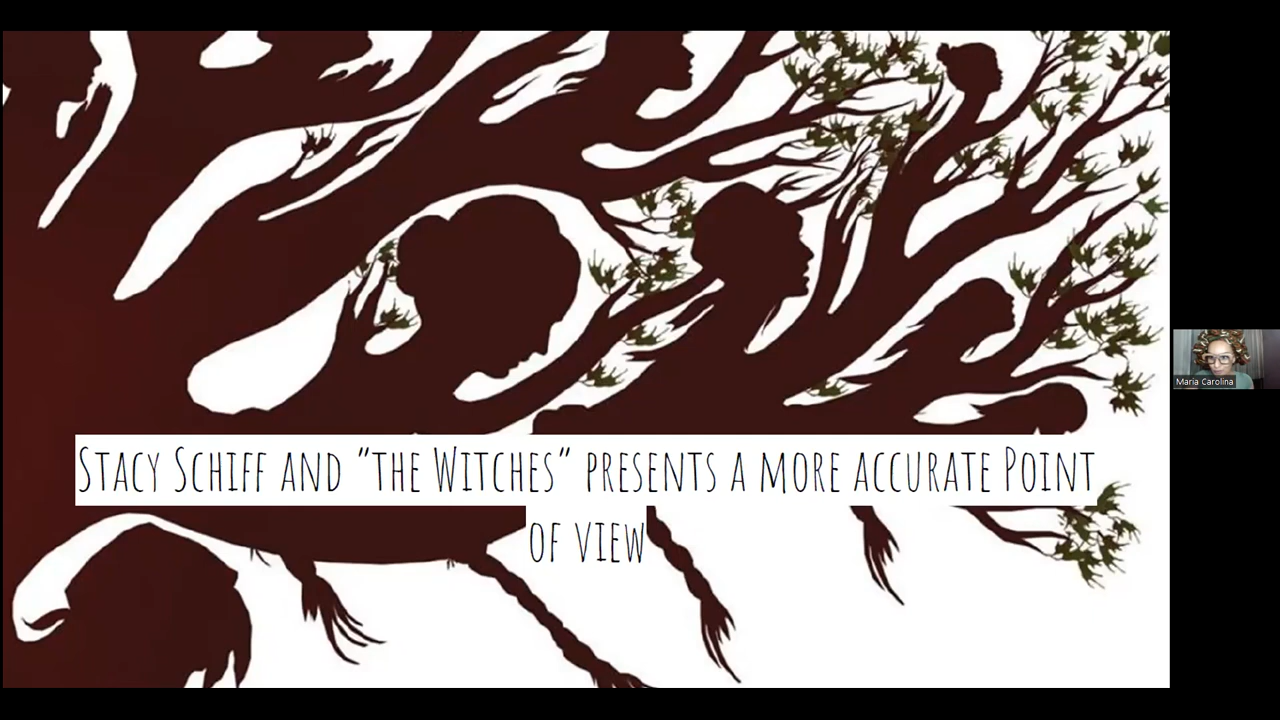 Stacy Schiff and “the Witches” presents a more accurate Point
of view
Maria Carolina